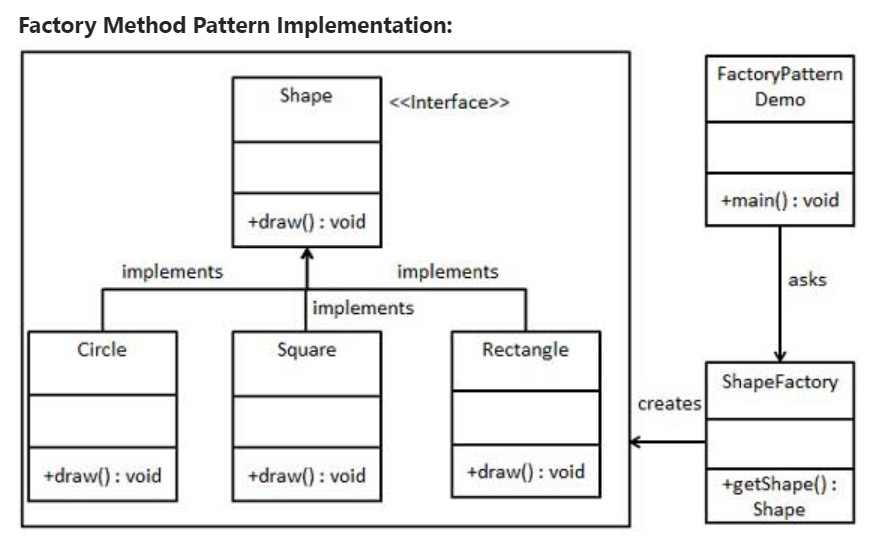 Factory Method Pattern Implementation:
Shape
<<Interface>>
+draw() : void
implements
implements
implements
Circle
+draw() : void
Square
+draw() : void
Rectangle
+draw() : void
FactoryPattern
Demo
+main() : void
asks
creates
ShapeFactory
+getShape() :
Shape